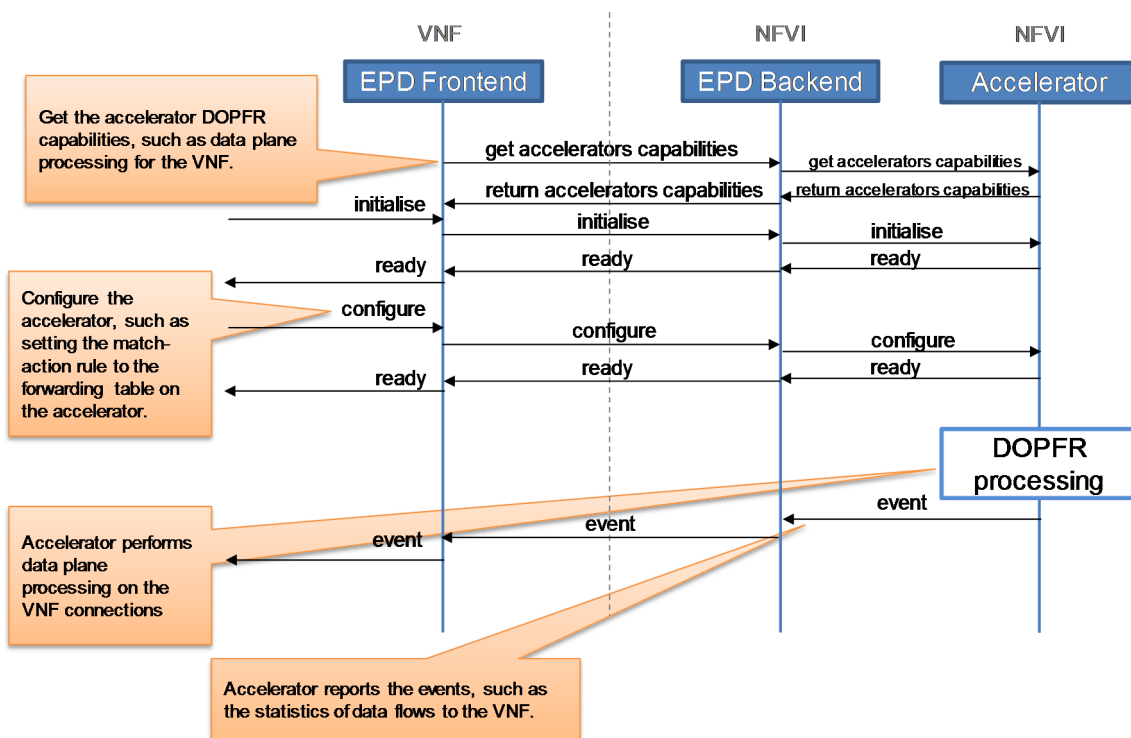 VNF
NFVI
NFVI
EPD Frontend
EPD Backend
Accelerator
Get the accelerator DOPFR
capabilities, such as data plane
processing for the VNF.
get accelerators capabilities
get accelerators capabilities
return accelerators capabilities
return accelerators capabilities
initialise
initialise
initialise
ready
ready
ready
Configure the
accelerator, such as
setting the match-
action rule to the
forwarding table on
the accelerator.
configure
configure
configure
ready
ready
ready
DOPFR
processing
event
event
event
Accelerator performs
data plane
processing on the
VNF connections
Accelerator reports the events, such as
the statistics of data flows to the VNF.